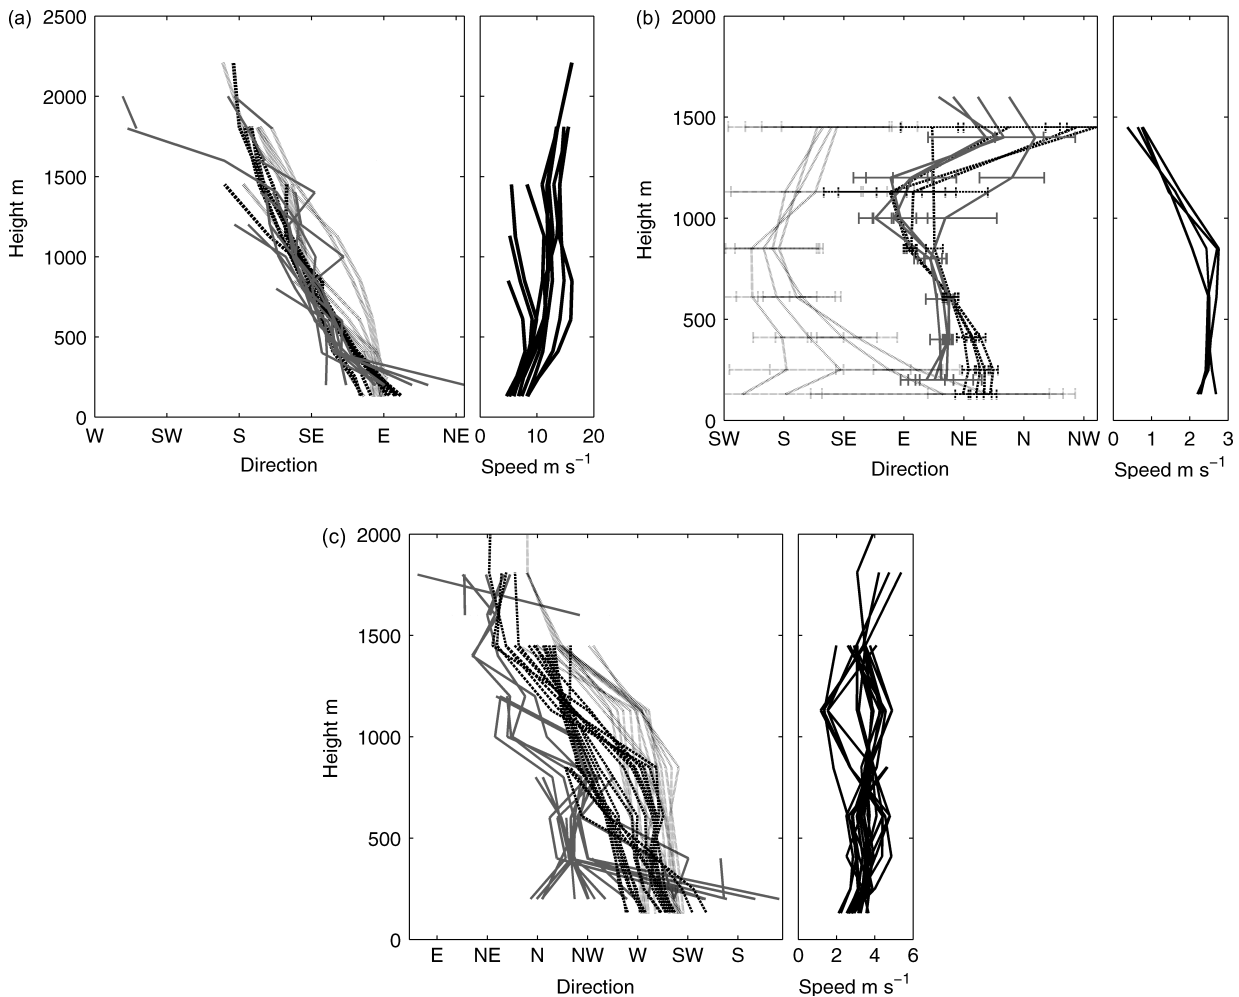 (a)
2500
2000
1500
1000
500
0
Height m
W SW S SE E NE
Direction
0 10 20
Speed m s⁻¹
(b)
2000
1500
1000
500
0
Height m
SW S SE E NE N NW
Direction
0 1 2 3
Speed m s⁻¹
(c)
2000
1500
1000
500
0
Height m
E NE N NW W SW S
Direction
0 2 4 6
Speed m s⁻¹